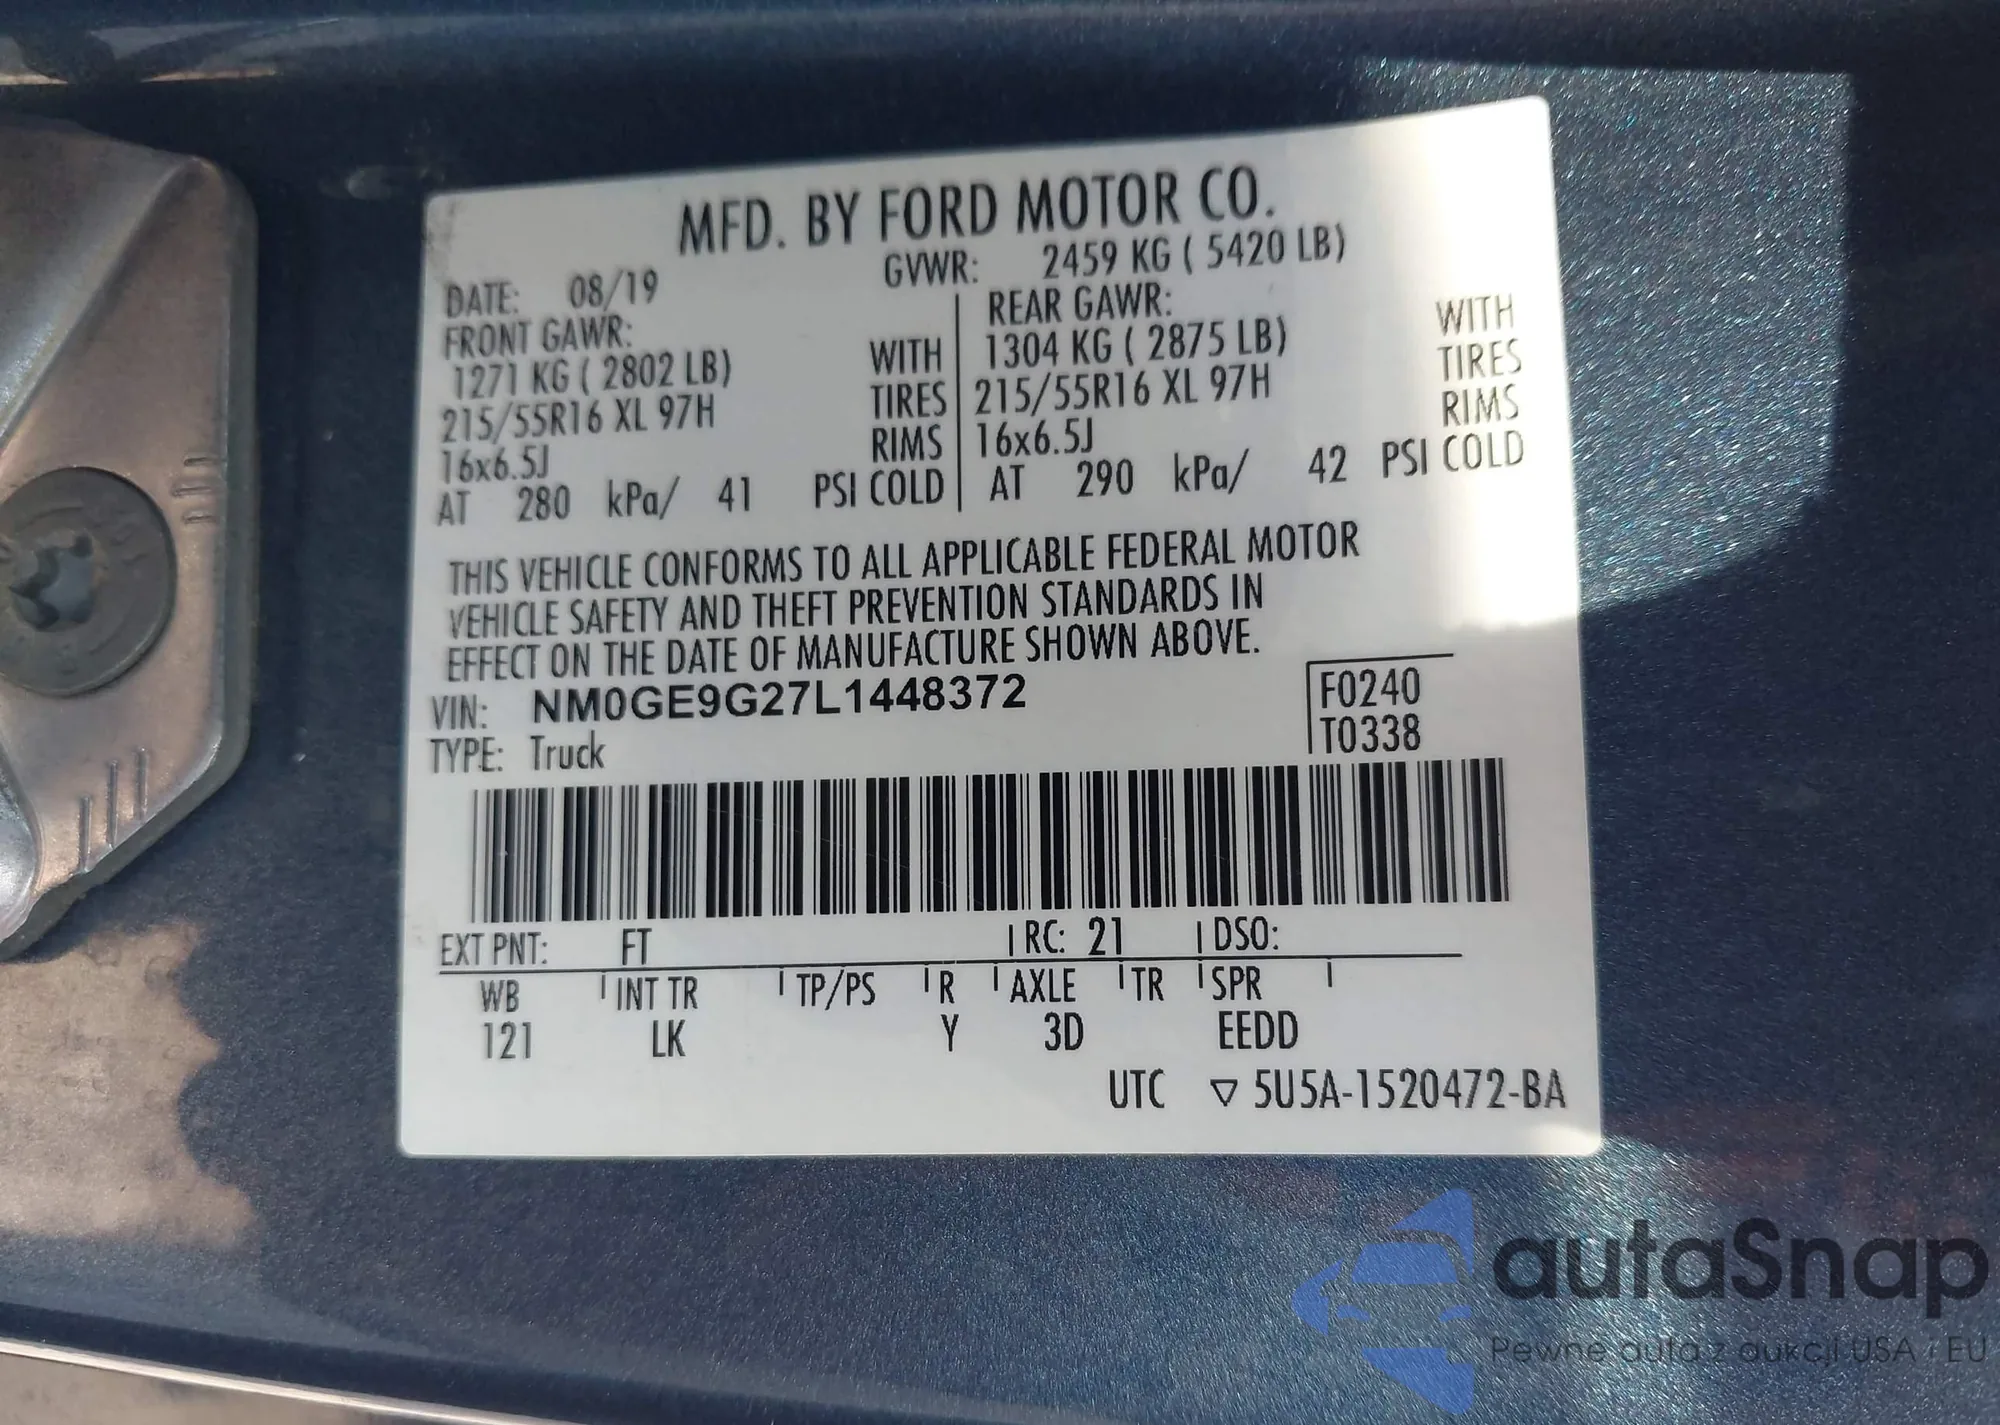 MFD. BY FORD MOTOR CO.
DATE: 08/19 GVWR: 2459 KG ( 5420 LB)
FRONT GAWR: REAR GAWR:
1271 KG ( 2802 LB) WITH 1304 KG ( 2875 LB) WITH
215/55R16 XL 97H TIRES 215/55R16 XL 97H TIRES
16x6.5J RIMS 16x6.5J RIMS
AT 280 kPa/ 41 PSI COLD AT 290 kPa/ 42 PSI COLD
THIS VEHICLE CONFORMS TO ALL APPLICABLE FEDERAL MOTOR
VEHICLE SAFETY AND THEFT PREVENTION STANDARDS IN
EFFECT ON THE DATE OF MANUFACTURE SHOWN ABOVE.
VIN: NM0GE9G27L1448372 F0240
TYPE: Truck T0338
EXT PNT: FT RC: 21 DSO:
WB INT TR TP/PS R AXLE TR SPR
121 LK Y 3D EEDD
UTC ▽ 5U5A-1520472-BA
autaSnap
Pewne auta z aukcji USA i EU